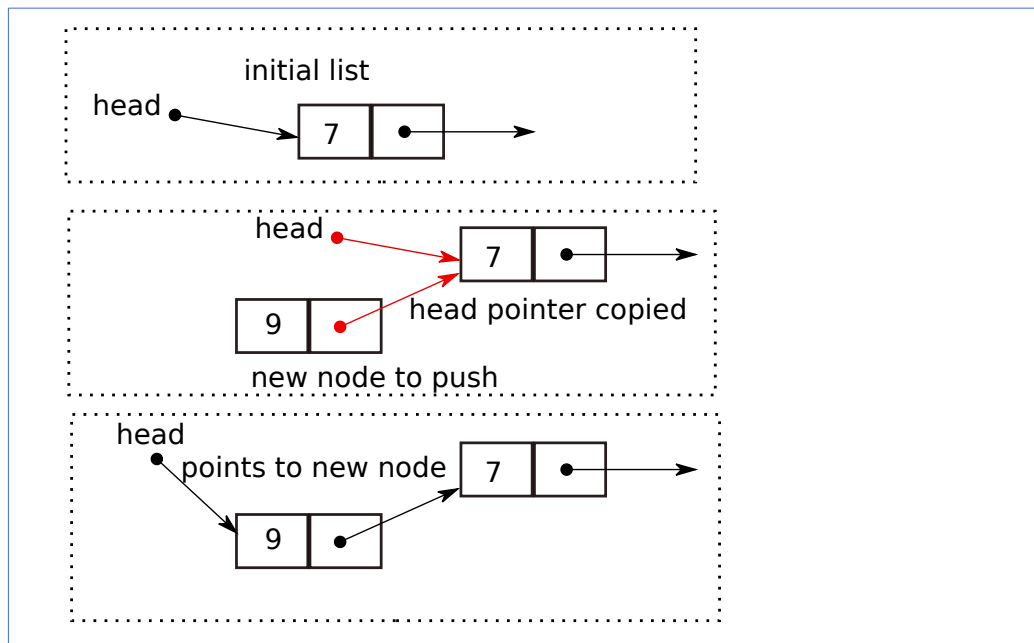 initial list
head
7
head
7
9
head pointer copied
new node to push
head
points to new node
7
9